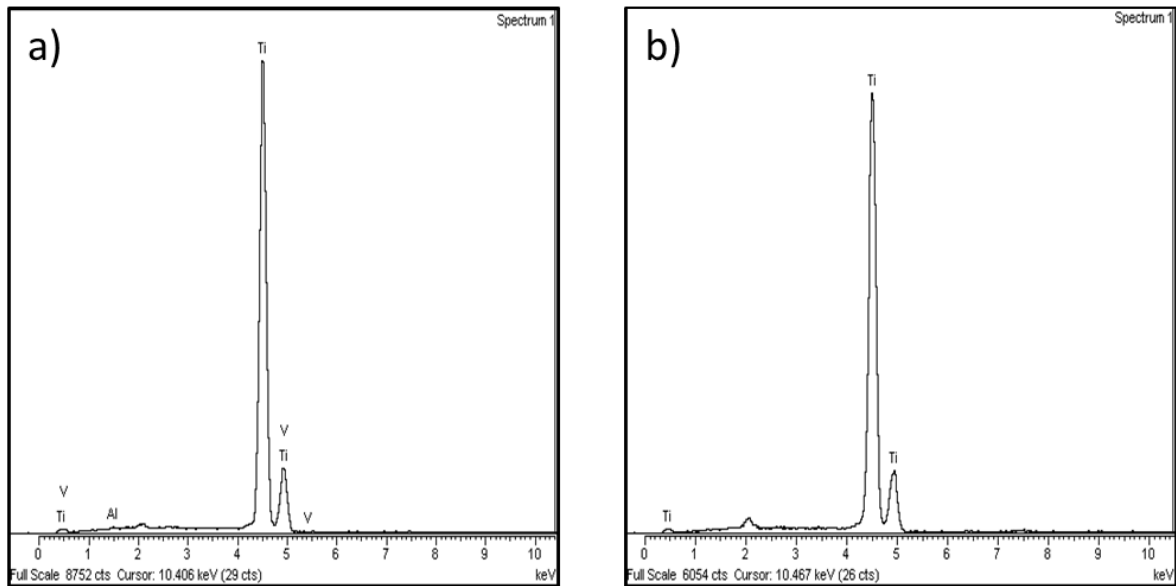 Spectrum 1
a)
Ti
V
Ti
V
Ti
Al
V
0 1 2 3 4 5 6 7 8 9 10
Full Scale 8752 cts Cursor: 10.406 keV (29 cts) keV
Spectrum 1
b)
Ti
Ti
Ti
0 1 2 3 4 5 6 7 8 9 10
Full Scale 6054 cts Cursor: 10.467 keV (26 cts) keV